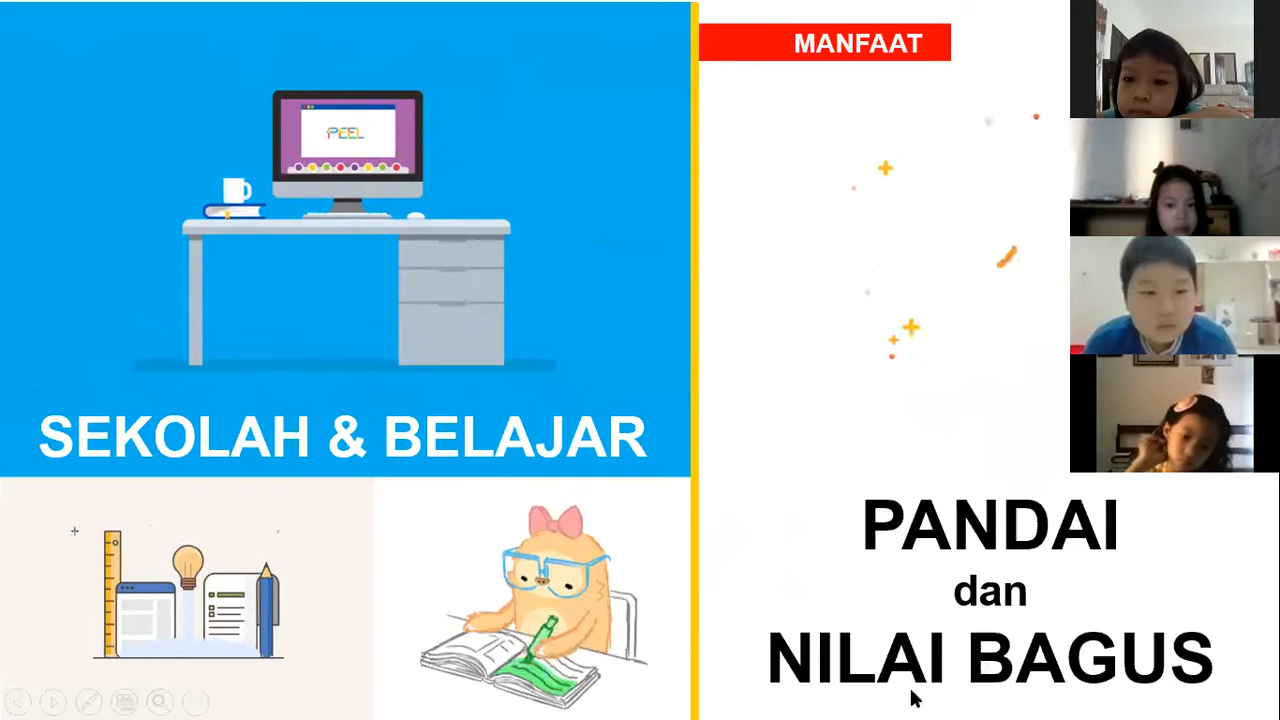 PEEL
SEKOLAH & BELAJAR
MANFAAT
PANDAI
dan
NILAI BAGUS